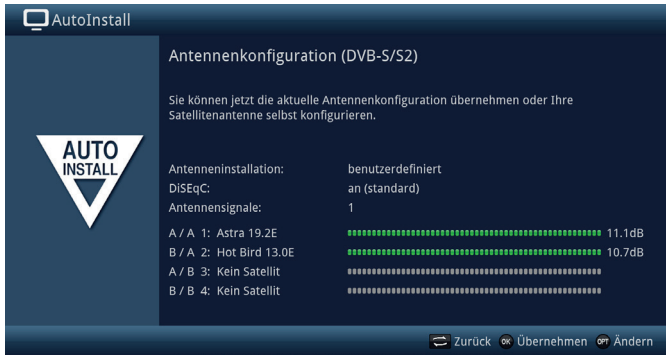 AutoInstall
Antennenkonfiguration (DVB-S/S2)
Sie können jetzt die aktuelle Antennenkonfiguration übernehmen oder Ihre
Satellitenantenne selbst konfigurieren.
AUTO
INSTALL
Antenneninstallation: benutzerdefiniert
DiSEqC: an (standard)
Antennensignale: 1
A / A 1: Astra 19.2E 11.1dB
B / A 2: Hot Bird 13.0E 10.7dB
A / B 3: Kein Satellit
B / B 4: Kein Satellit
Zurück OK Übernehmen OPT Ändern